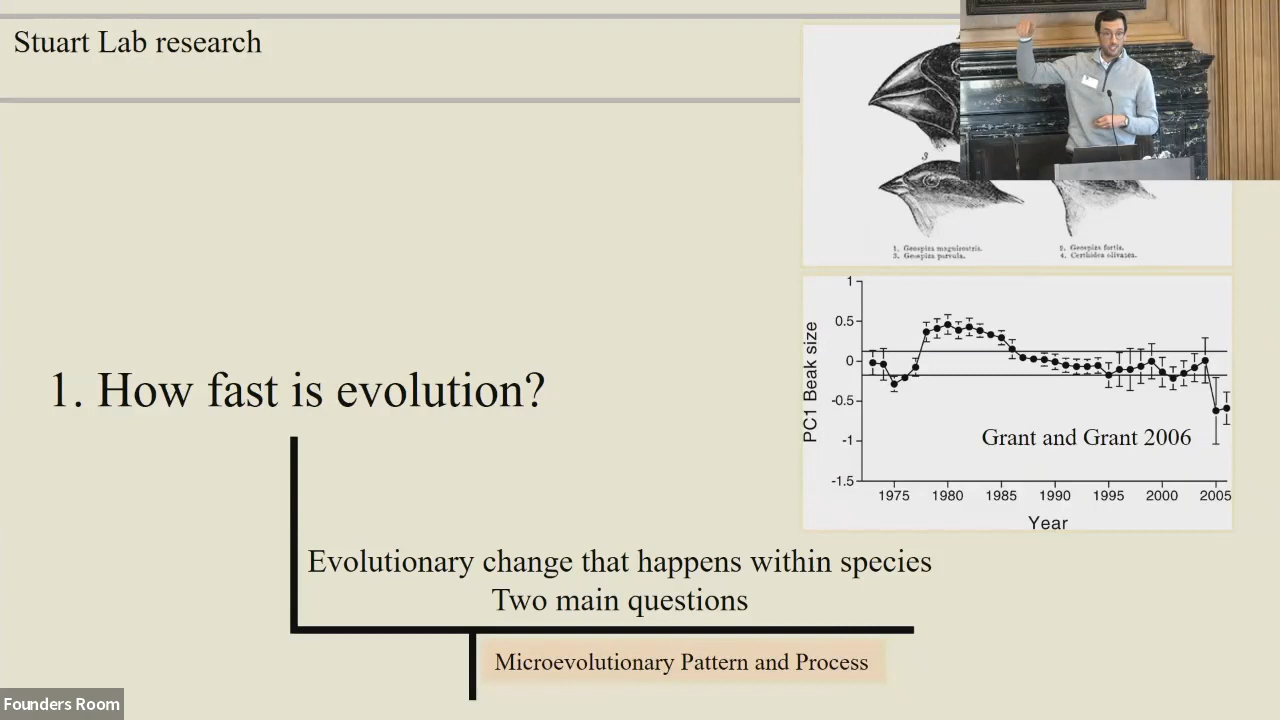 Stuart Lab research
3
1. Geospiza magnirostris.
2. Geospiza fortis.
3. Geospiza parvula.
4. Certhidea olivasea.
1. How fast is evolution?
PC1 Beak size
1
0.5
0
-0.5
-1
-1.5
Grant and Grant 2006
1975 1980 1985 1990 1995 2000 2005
Year
Evolutionary change that happens within species
Two main questions
Microevolutionary Pattern and Process
Founders Room